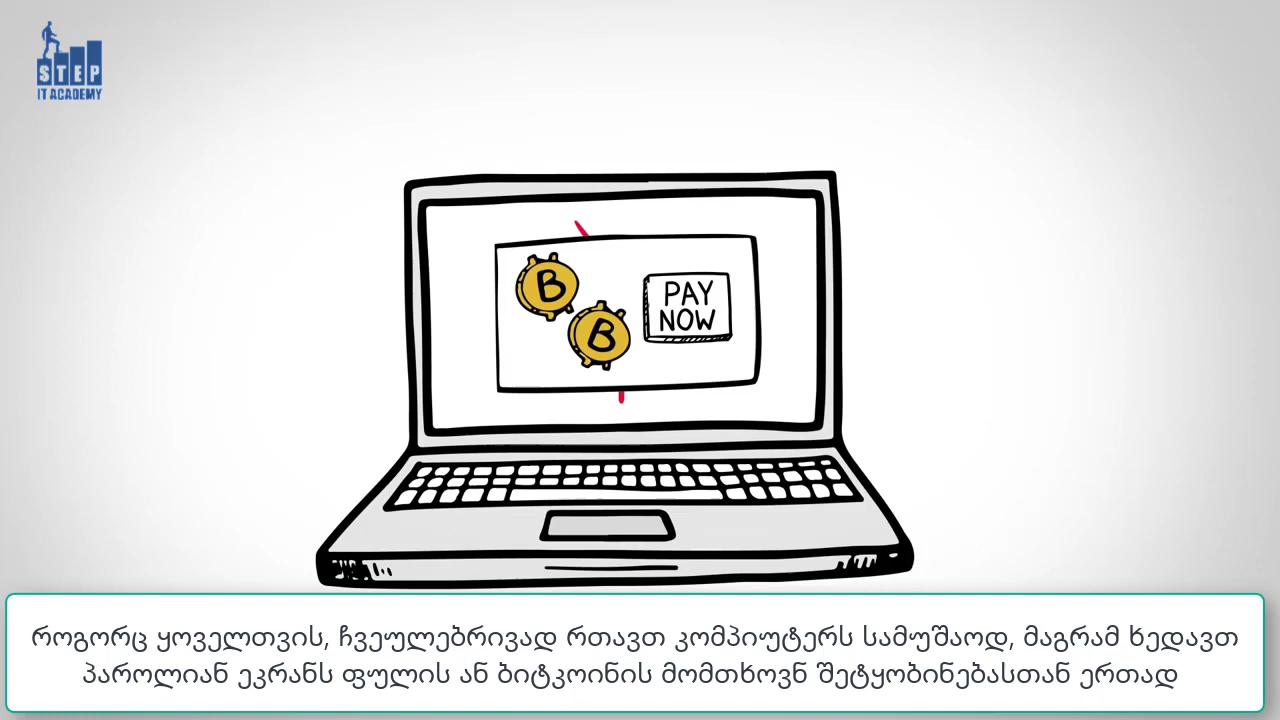 STEP
IT ACADEMY
B
B
PAY
NOW
როგორც ყოველთვის, ჩვეულებრივად რთავთ კომპიუტერს სამუშაოდ, მაგრამ ხედავთ
პაროლიან ეკრანს ფულის ან ბიტკოინის მომთხოვნ შეტყობინებასთან ერთად